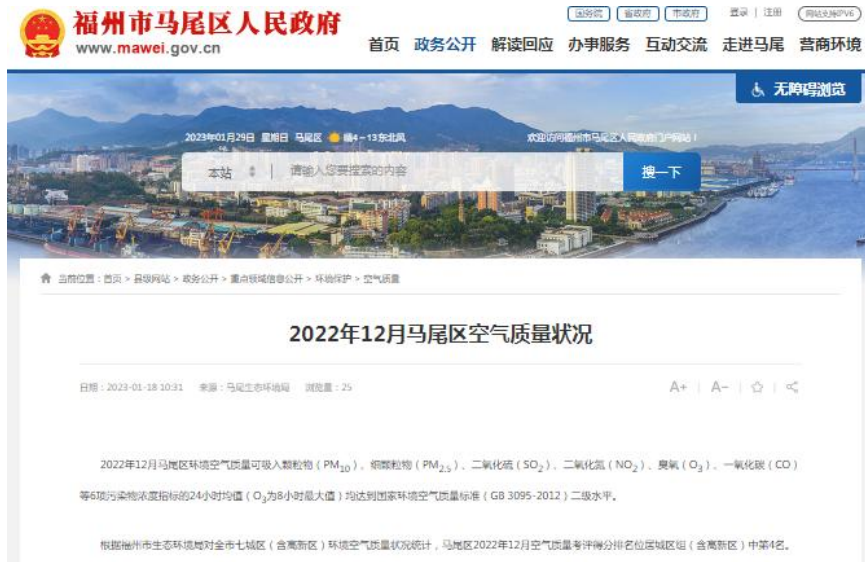 国务院 省政府 市政府 登录 | 注册 网站支持IPV6
福州市马尾区人民政府
www.mawei.gov.cn
首页 政务公开 解读回应 办事服务 互动交流 走进马尾 营商环境
无障碍浏览
2023年01月29日 星期日 马尾区 晴4~13东北风 欢迎访问福州市马尾区人民政府门户网站!
本站 请输入您要搜索的内容 搜一下
当前位置:首页 > 县级网站 > 政务公开 > 重点领域信息公开 > 环境保护 > 空气质量
2022年12月马尾区空气质量状况
日期:2023-01-18 10:31 来源:马尾生态环境局 浏览量:25 A+ | A-
2022年12月马尾区环境空气质量可吸入颗粒物(PM10)、细颗粒物(PM2.5)、二氧化硫(SO2)、二氧化氮(NO2)、臭氧(O3)、一氧化碳(CO)
等6项污染物浓度指标的24小时均值(O3为8小时最大值)均达到国家环境空气质量标准(GB 3095-2012)二级水平。
根据福州市生态环境局对全市七城区(含高新区)环境空气质量状况统计,马尾区2022年12月空气质量考评得分排名位居城区组(含高新区)中第4名。